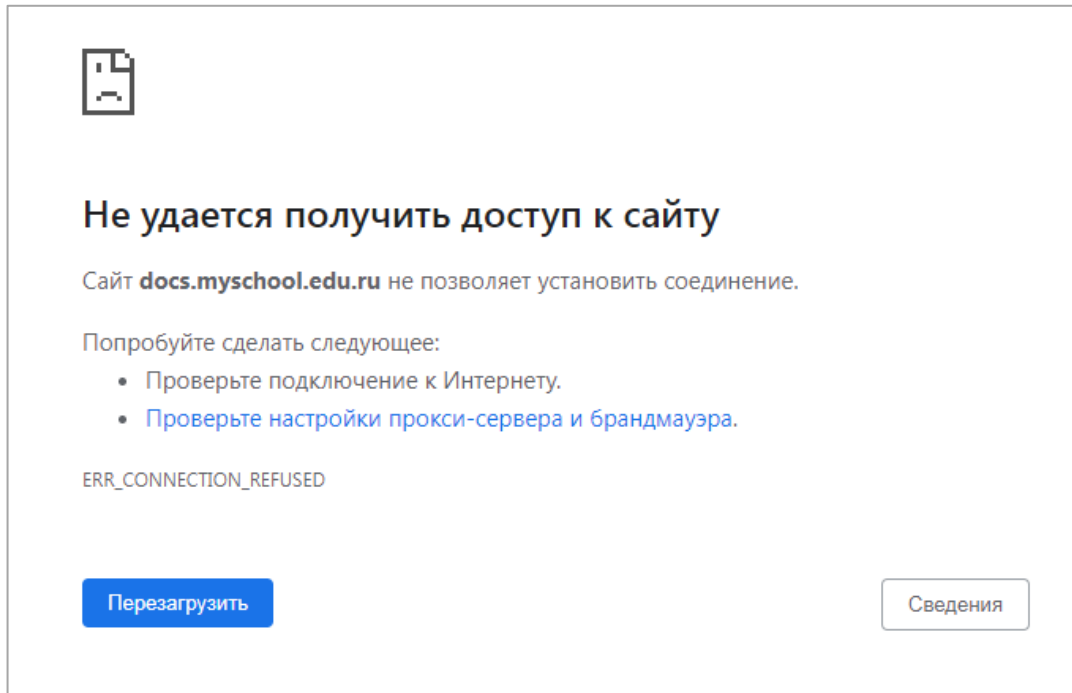 Не удается получить доступ к сайту
Сайт docs.myschool.edu.ru не позволяет установить соединение.
Попробуйте сделать следующее:
• Проверьте подключение к Интернету.
• Проверьте настройки прокси-сервера и брандмауэра.
ERR_CONNECTION_REFUSED
Перезагрузить
Сведения